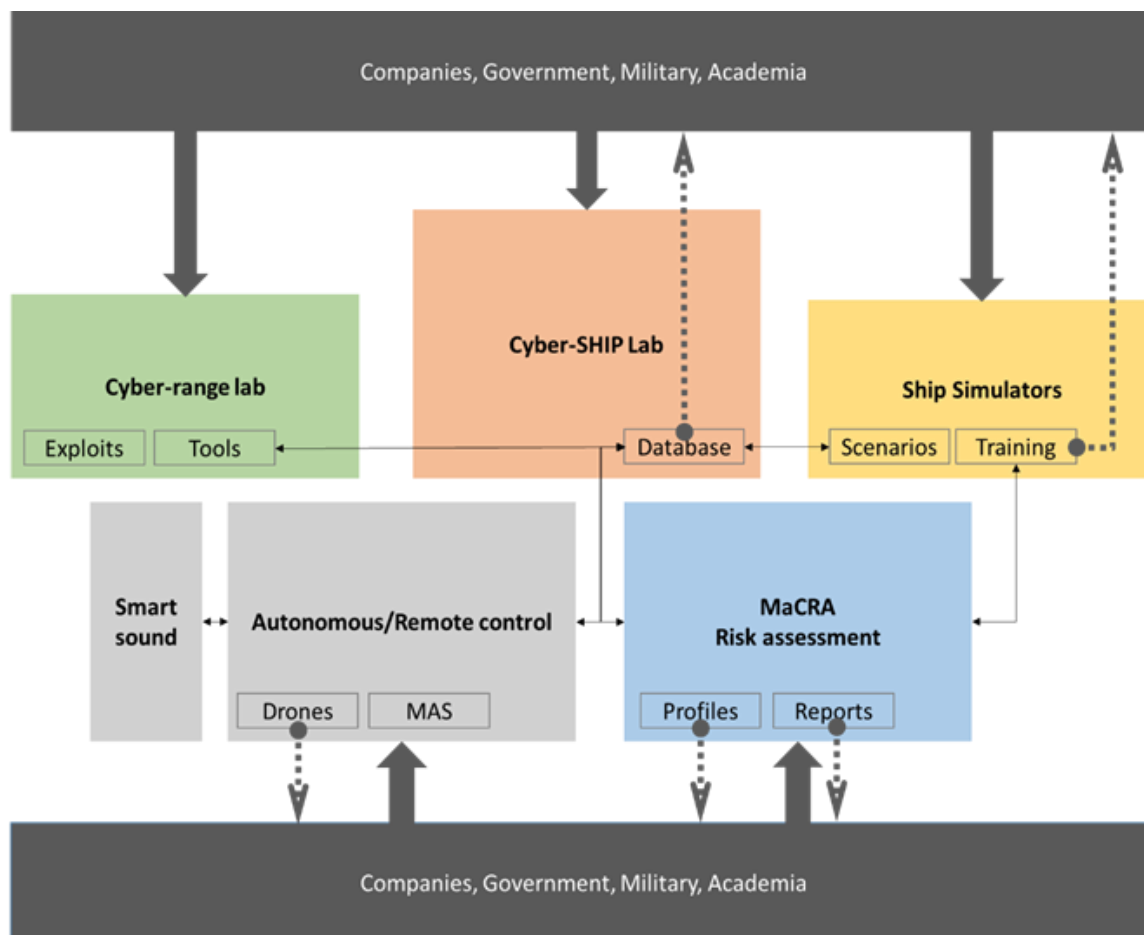 Companies, Government, Military, Academia
Cyber-SHIP Lab
Cyber-range lab
Ship Simulators
Exploits
Tools
Database
Scenarios
Training
Smart
sound
Autonomous/Remote control
MaCRA
Risk assessment
Drones
MAS
Profiles
Reports
Companies, Government, Military, Academia